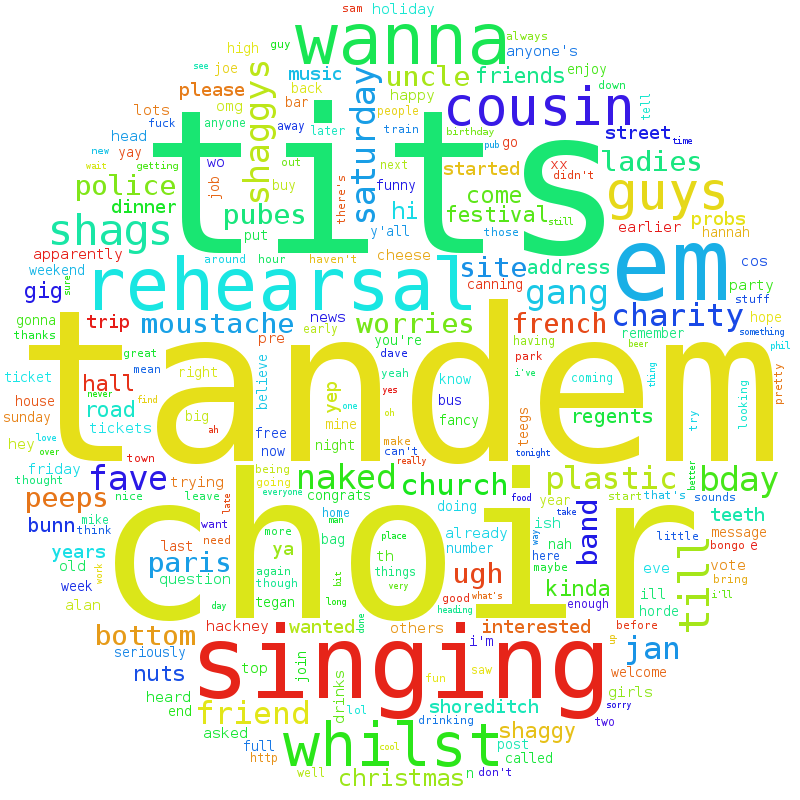 sam holiday
wanna
always
high guy anyone's
joe music uncle friends enjoy
please shaggys saturday back happy cousin down
lots omg bar people tell
fuck tits birthday street
head anyone away later train pub go time
yay wo out next xx ladies
new getting job there's funny started didn't
wait police buy come guys
dinner pubes hi festival still probs
shags put y'all those earlier hannah
apparently around hour haven't cheese em cos
weekend sure rehearsal site address party
gig canning gang stuff
gonna trip moustache news worries french charity hope
thanks pre early you're having remember something
great dave park beer phil
ticket mean never right believe yeah know i've coming thing pretty
house hall yes looking
sunday road find big yep mine one bus fancy teegs regents try
hey tickets ah free oh
love over town now night make can't tonight
friday tandem really better
thought fave trying being naked church plastic bday
peeps nice leave late going everyone congrats food year start that's sounds
bunn mike think want home man doing take band teeth
years last need more bag place already ish way message
old paris ya th number nah here little bongo e
week question again things ugh maybe eve vote
alan work day though long bit very good what's kinda bring
choir tegan done heading enough ill horde i'll till
bottom hackney wanted others i'm interested before
seriously singing up jan
nuts top join saw welcome
heard drinks fun girls
end friend lol shoreditch sorry
asked drinking two
full whilst cool post shaggy
http called
well christmas n don't
see